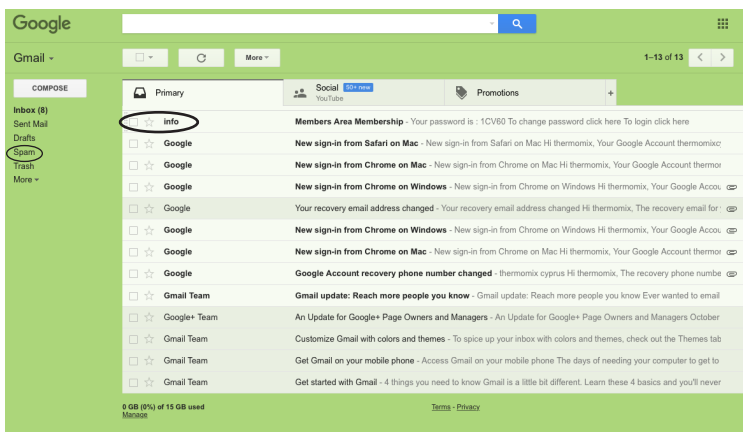 Google
Gmail
More
1–13 of 13
COMPOSE
Primary
Social 50+ new
YouTube
Promotions
+
Inbox (8)
Sent Mail
Drafts
Spam
Trash
More
info Members Area Membership - Your password is : 1CV60 To change password click here To login click here
Google New sign-in from Safari on Mac - New sign-in from Safari on Mac Hi thermomix, Your Google Account thermomixcy
Google New sign-in from Chrome on Mac - New sign-in from Chrome on Mac Hi thermomix, Your Google Account thermor
Google New sign-in from Chrome on Windows - New sign-in from Chrome on Windows Hi thermomix, Your Google Accou
Google Your recovery email address changed - Your recovery email address changed Hi thermomix, The recovery email for
Google New sign-in from Chrome on Windows - New sign-in from Chrome on Windows Hi thermomix, Your Google Accou
Google New sign-in from Chrome on Mac - New sign-in from Chrome on Mac Hi thermomix, Your Google Account thermor
Google Google Account recovery phone number changed - thermomix cyprus Hi thermomix, The recovery phone numbe
Gmail Team Gmail update: Reach more people you know - Gmail update: Reach more people you know Ever wanted to email
Google+ Team An Update for Google+ Page Owners and Managers - An Update for Google+ Page Owners and Managers October
Gmail Team Customize Gmail with colors and themes - To spice up your inbox with colors and themes, check out the Themes tab
Gmail Team Get Gmail on your mobile phone - Access Gmail on your mobile phone The days of needing your computer to get to
Gmail Team Get started with Gmail - 4 things you need to know Gmail is a little bit different. Learn these 4 basics and you'll never
0 GB (0%) of 15 GB used
Manage
Terms - Privacy